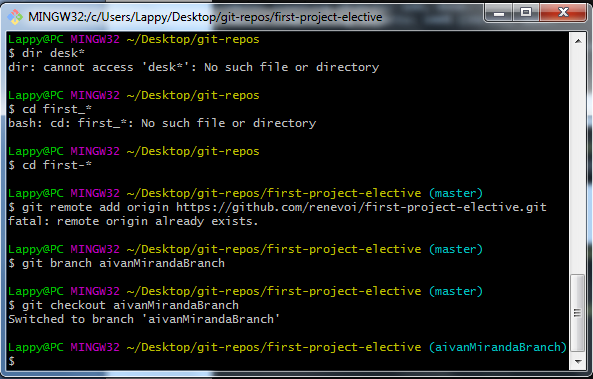 MINGW32:/c/Users/Lappy/Desktop/git-repos/first-project-elective
Lappy@PC MINGW32 ~/Desktop/git-repos
$ dir desk*
dir: cannot access 'desk*': No such file or directory
Lappy@PC MINGW32 ~/Desktop/git-repos
$ cd first_*
bash: cd: first_*: No such file or directory
Lappy@PC MINGW32 ~/Desktop/git-repos
$ cd first-*
Lappy@PC MINGW32 ~/Desktop/git-repos/first-project-elective (master)
$ git remote add origin https://github.com/renevoi/first-project-elective.git
fatal: remote origin already exists.
Lappy@PC MINGW32 ~/Desktop/git-repos/first-project-elective (master)
$ git branch aivanMirandaBranch
Lappy@PC MINGW32 ~/Desktop/git-repos/first-project-elective (master)
$ git checkout aivanMirandaBranch
Switched to branch 'aivanMirandaBranch'
Lappy@PC MINGW32 ~/Desktop/git-repos/first-project-elective (aivanMirandaBranch)
$